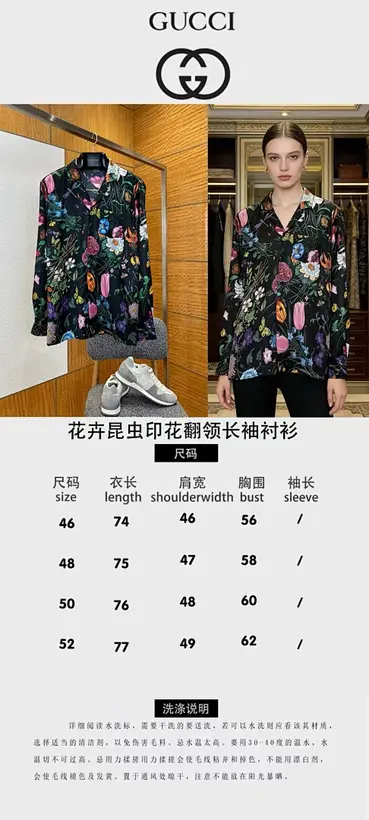 GUCCI
花卉昆虫印花翻领长袖衬衫
尺码
尺码 衣长 肩宽 胸围 袖长
size length shoulderwidth bust sleeve
46 74 46 56 /
48 75 47 58 /
50 76 48 60 /
52 77 49 62 /
洗涤说明
详细阅读水洗标，需要干洗的要送洗，若可以水洗则应看该其材质，
选择适当的清洁剂，以免伤害毛料。忌水温太高。要用30-40度的温水，水
温切不可过高。忌用力揉搓用力揉搓会使毛线粘并和掉色，不能用漂白剂，
会使毛线褪色及发黄。置于通风处晾干，注意不能放在阳光暴晒。